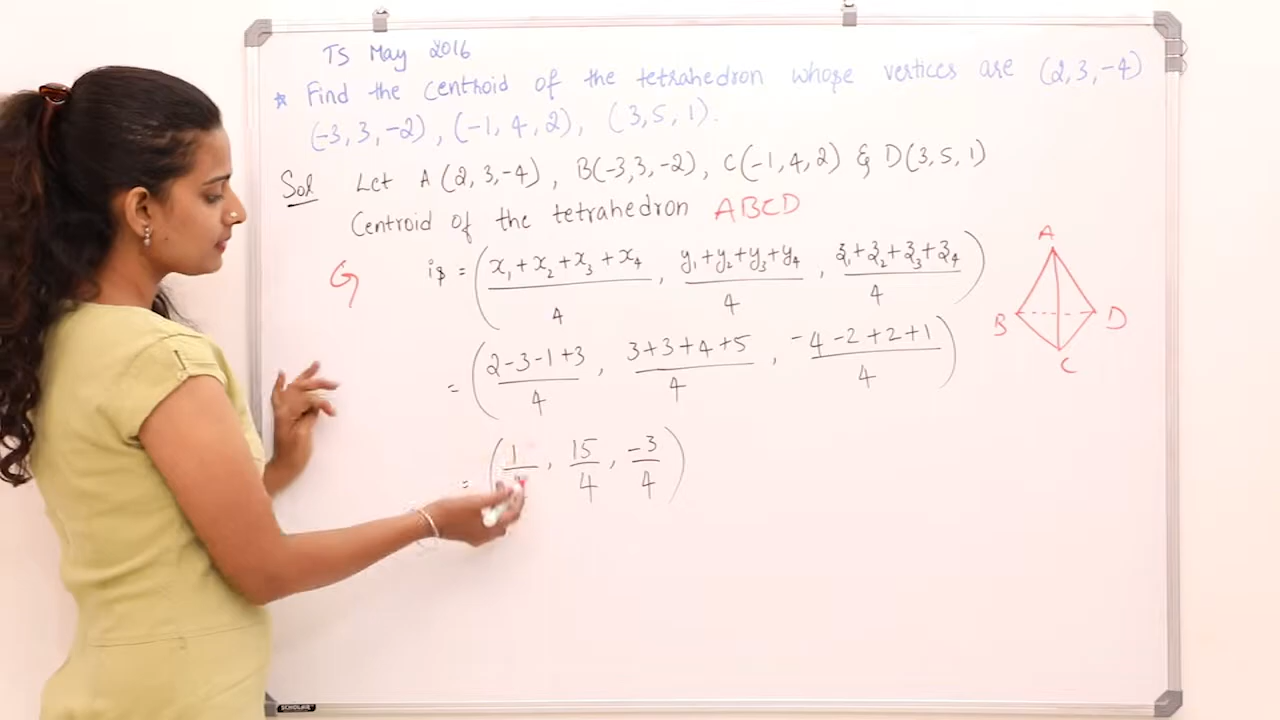 TS May 2016
* Find the centroid of the tetrahedron whose vertices are (2,3,-4)
(-3, 3, -2), (-1, 4, 2), (3, 5, 1).
Sol Let A (2, 3, -4), B(-3,3, -2), C(-1, 4, 2) & D(3, 5, 1)
Centroid of the tetrahedron ABCD
G is = (x₁+x₂+x₃+x₄/4, y₁+y₂+y₃+y₄/4, z₁+z₂+z₃+z₄/4)
= (2-3-1+3/4, 3+3+4+5/4, -4-2+2+1/4)
= (1/, 15/4, -3/4)
A
B
D
C
SCHOLAR